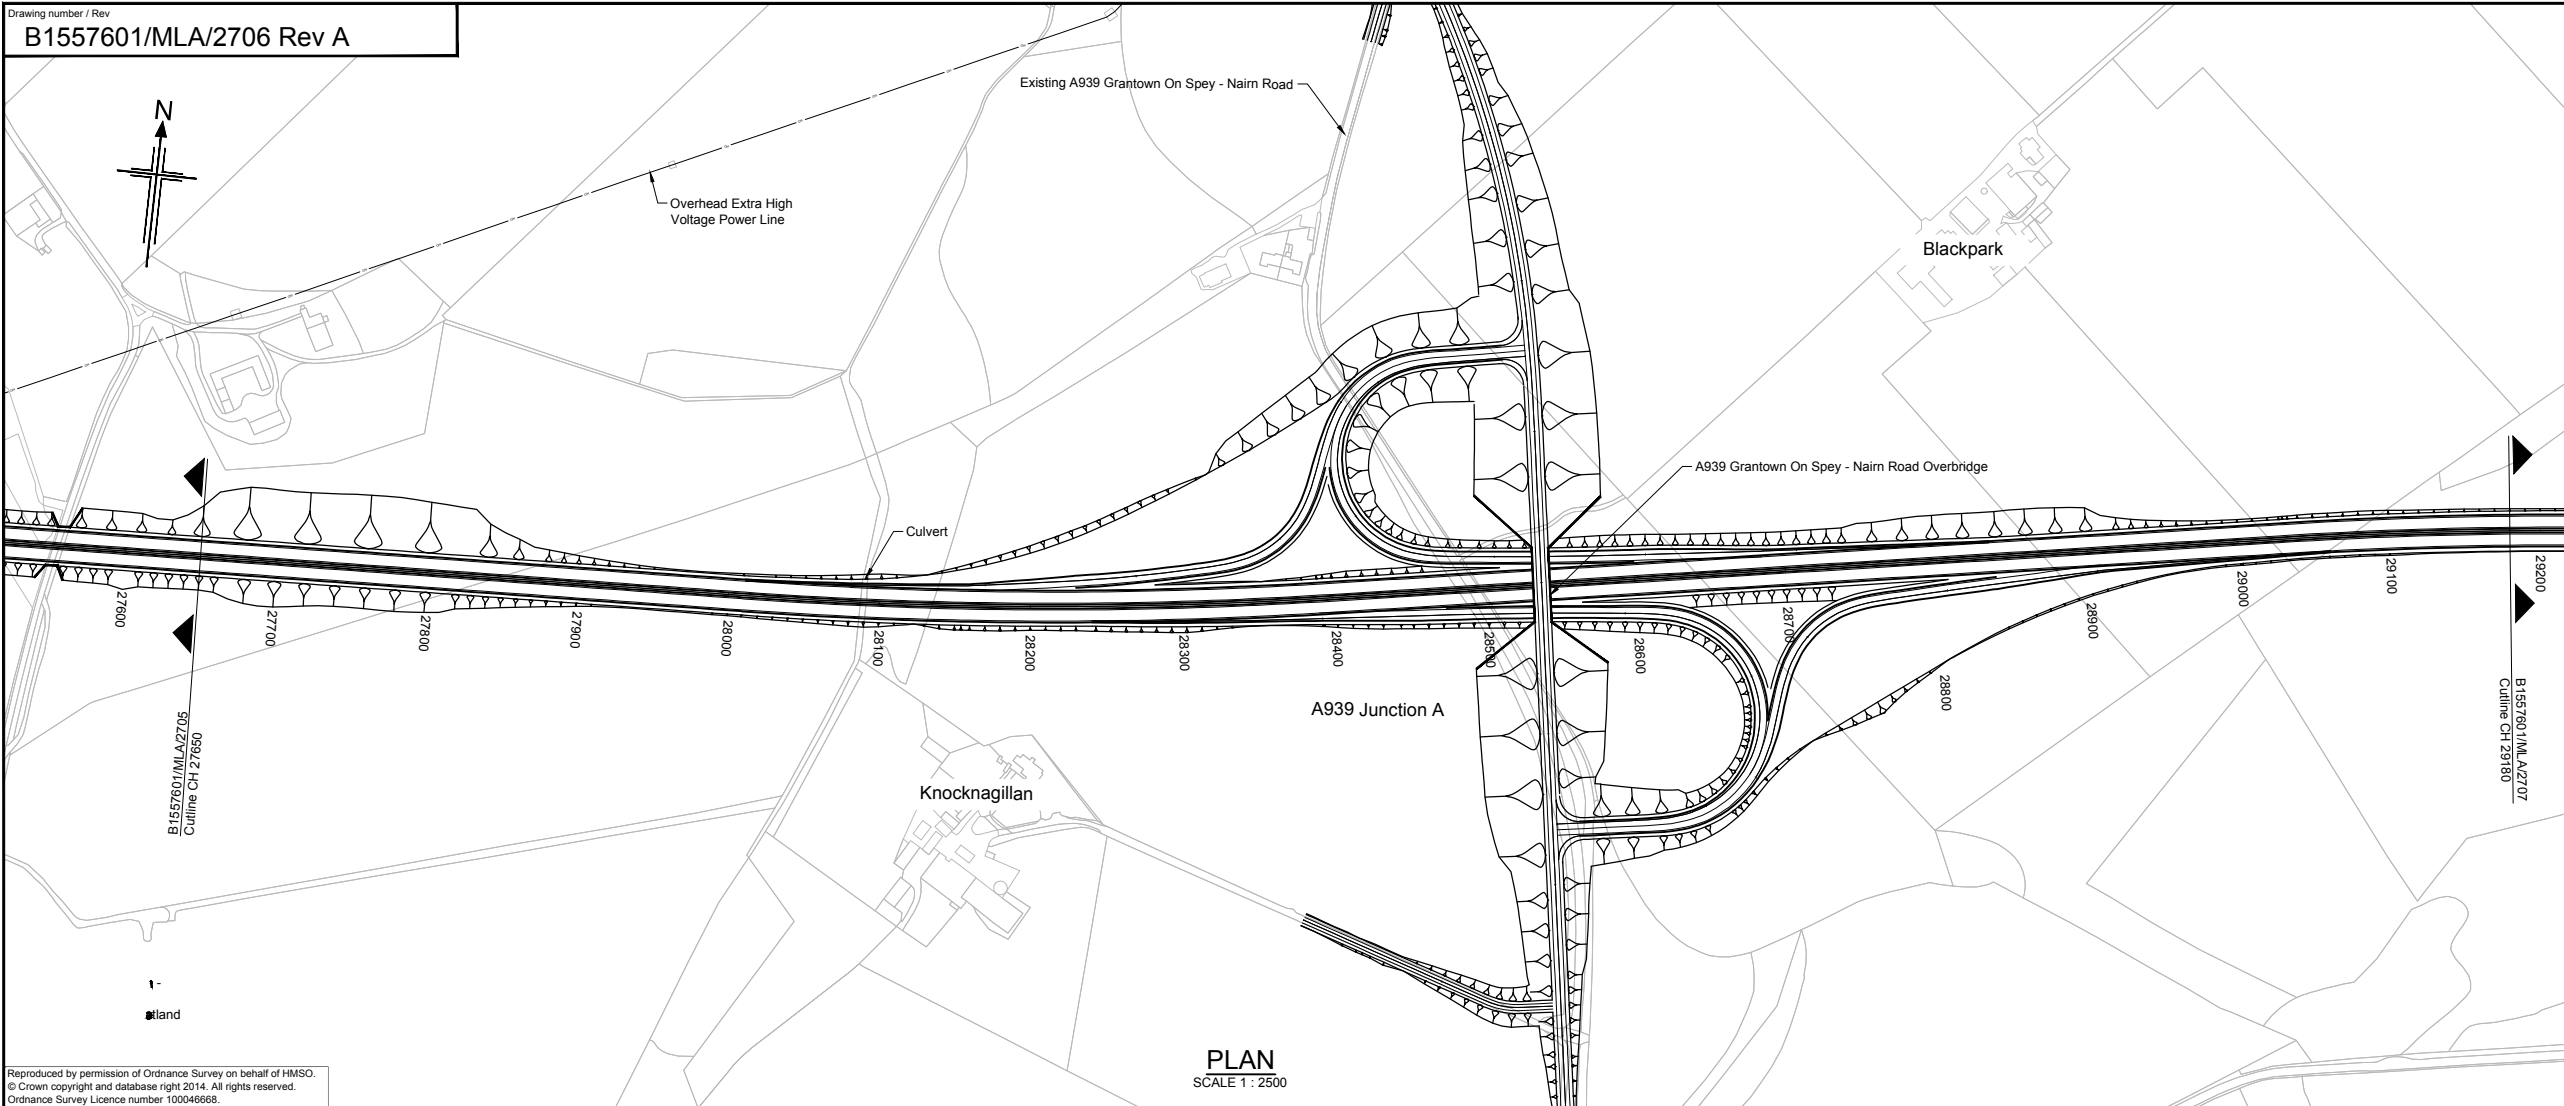 Drawing number / Rev
B1557601/MLA/2706 Rev A
N
Existing A939 Grantown On Spey - Nairn Road
Overhead Extra High
Voltage Power Line
Blackpark
A939 Grantown On Spey - Nairn Road Overbridge
Culvert
27600
27700
27800
27900
28000
28100
28200
28300
28400
28500
28600
28700
28800
28900
29000
29100
29200
A939 Junction A
B1557601/MLA/2705
Cutline CH 27650
B1557601/MLA/2707
Cutline CH 29180
Knocknagillan
PLAN
SCALE 1 : 2500
Reproduced by permission of Ordnance Survey on behalf of HMSO.
© Crown copyright and database right 2014. All rights reserved.
Ordnance Survey Licence number 100046668.